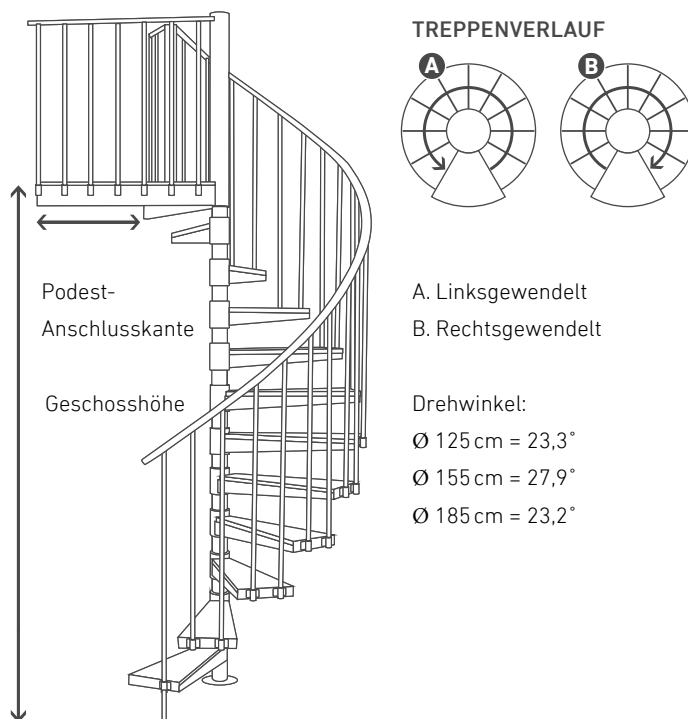 TREPPENVERLAUF
A
B
Podest-
Anschlusskante
Geschosshöhe
A. Linksgewendelt
B. Rechtsgewendelt
Drehwinkel:
Ø 125 cm = 23,3°
Ø 155 cm = 27,9°
Ø 185 cm = 23,2°